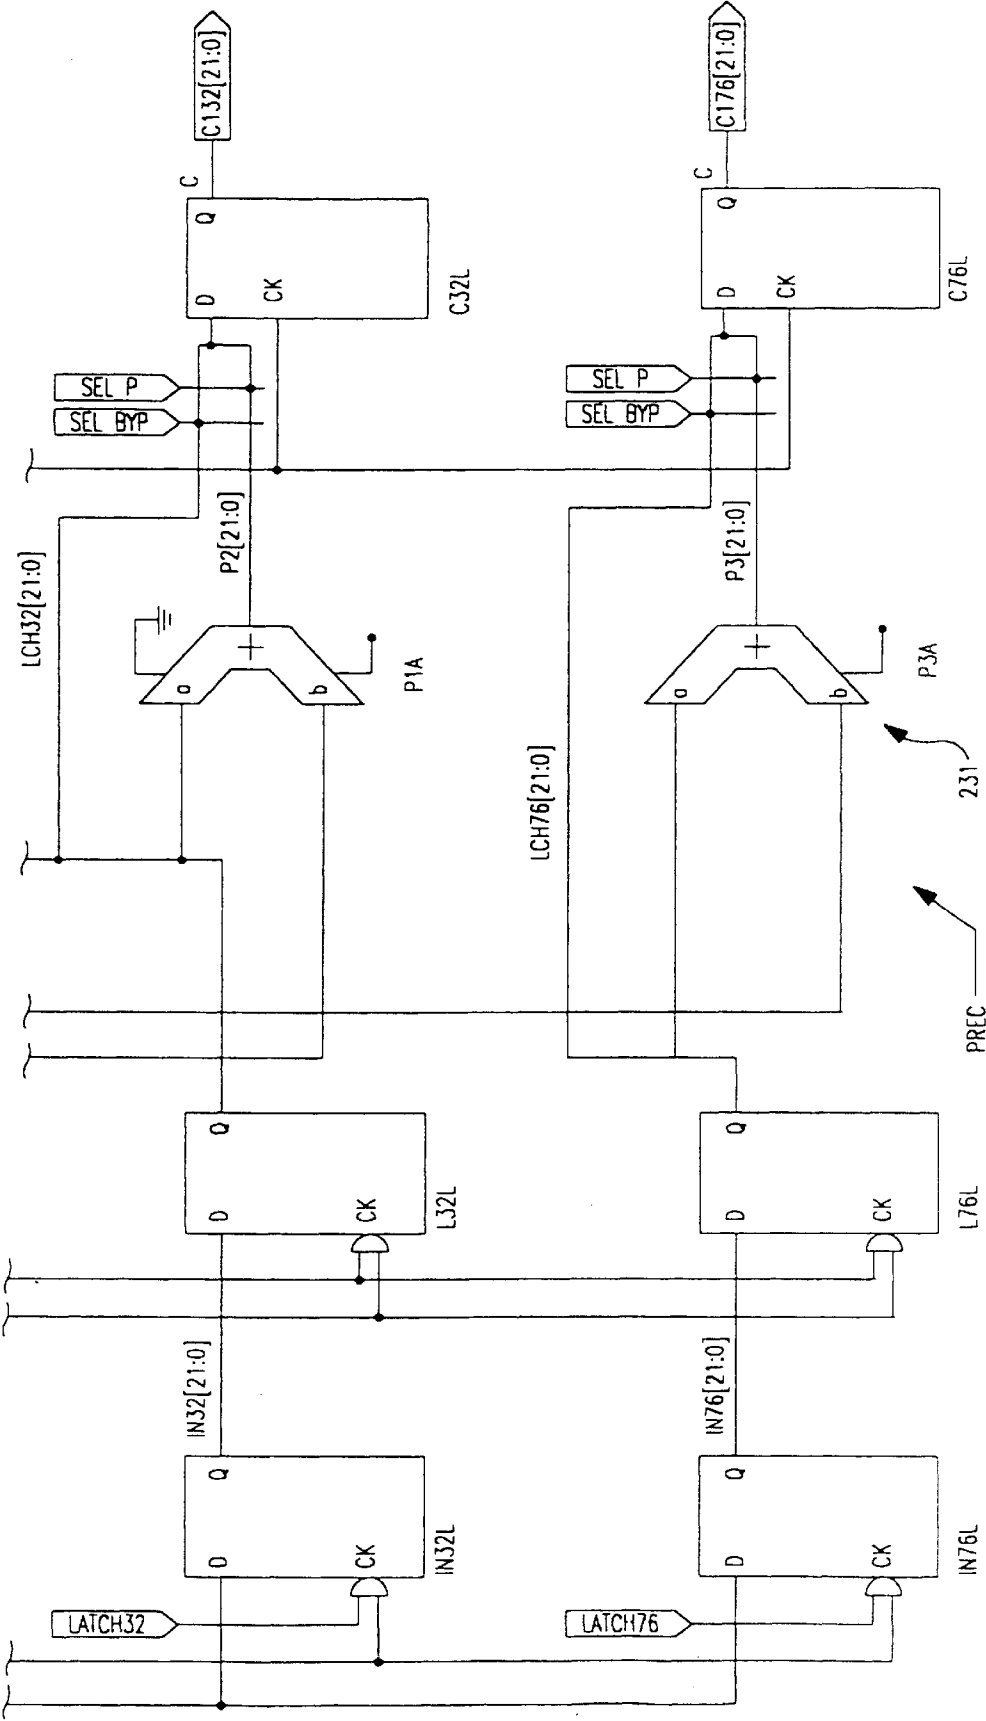 LATCH32
D
Q
CK
IN32L
IN32[21:0]
D
Q
CK
L32L
LCH32[21:0]
a
b
+
P1A
P2[21:0]
SEL P
SEL BYP
D
Q
CK
C32L
C
C132[21:0]
LATCH76
D
Q
CK
IN76L
IN76[21:0]
D
Q
CK
L76L
LCH76[21:0]
a
b
+
P3A
P3[21:0]
SEL P
SEL BYP
D
Q
CK
C76L
C
C176[21:0]
PREC
231